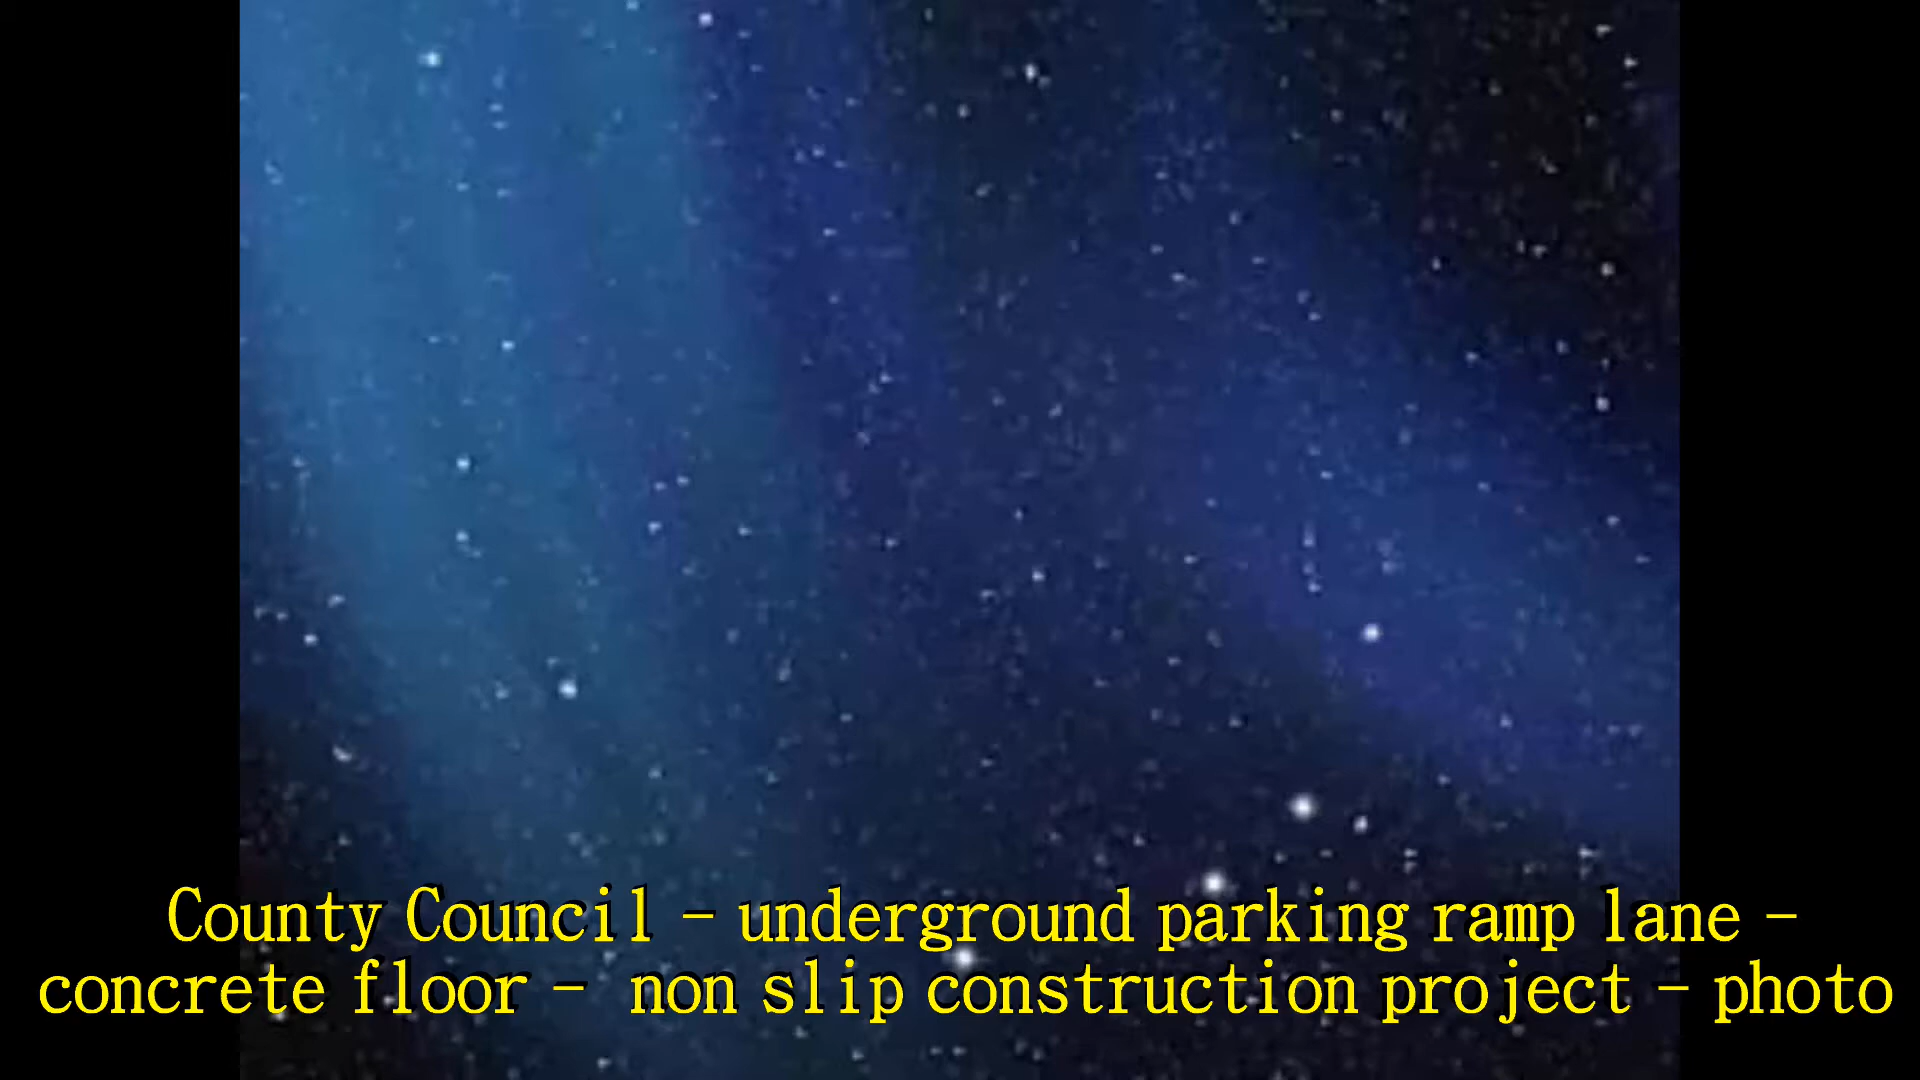 County Council - underground parking ramp lane -
concrete floor - non slip construction project - photo